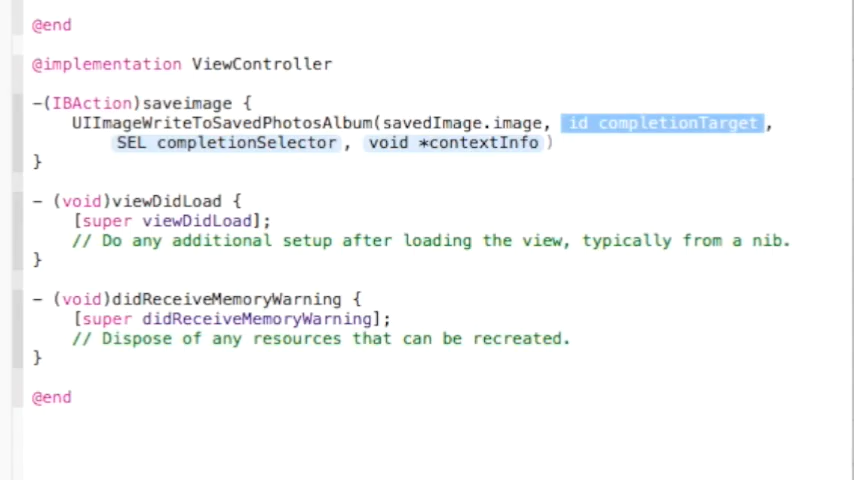 @end
@implementation ViewController
-(IBAction)saveimage {
UIImageWriteToSavedPhotosAlbum(savedImage.image, id completionTarget,
SEL completionSelector, void *contextInfo)
}
- (void)viewDidLoad {
[super viewDidLoad];
// Do any additional setup after loading the view, typically from a nib.
}
- (void)didReceiveMemoryWarning {
[super didReceiveMemoryWarning];
// Dispose of any resources that can be recreated.
}
@end